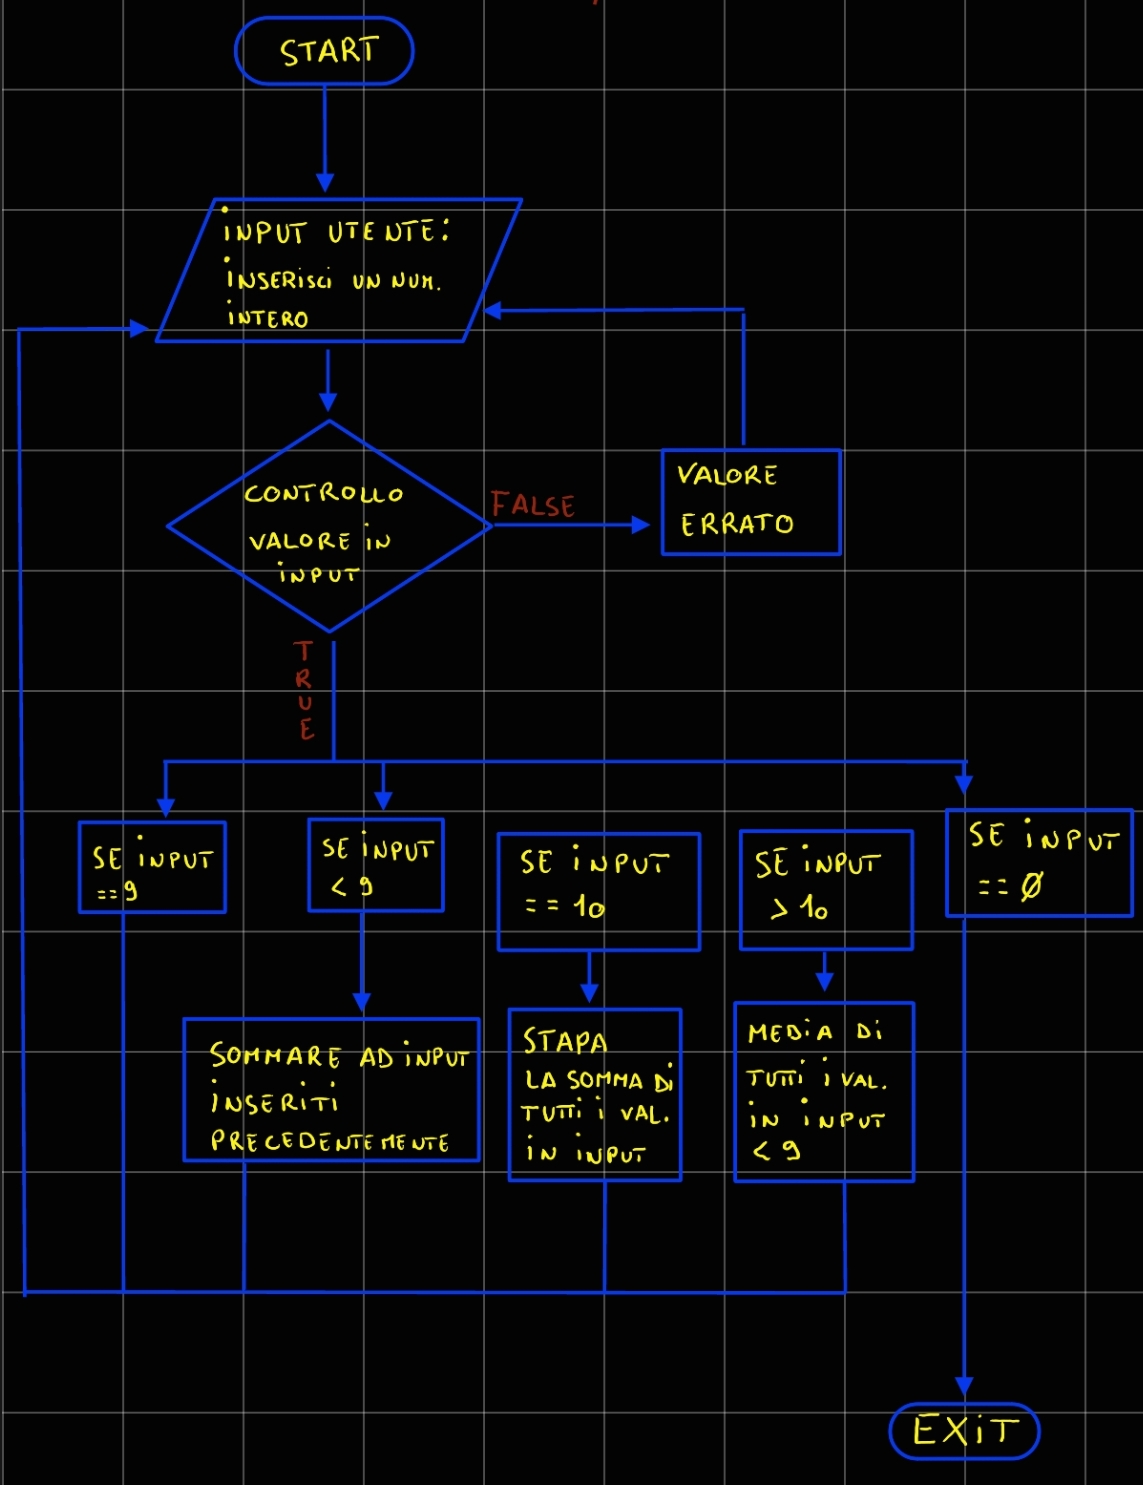 START
INPUT UTENTE:
INSERISCI UN NUM.
INTERO
CONTROLLO
VALORE IN
INPUT
FALSE
VALORE
ERRATO
TRUE
SE INPUT
==9
SE INPUT
< 9
SE INPUT
== 10
SE INPUT
> 10
SE INPUT
== Ø
SOMMARE AD INPUT
INSERITI
PRECEDENTEMENTE
STAPA
LA SOMMA DI
TUTTI I VAL.
IN INPUT
MEDIA DI
TUTTI I VAL.
IN INPUT
< 9
EXIT